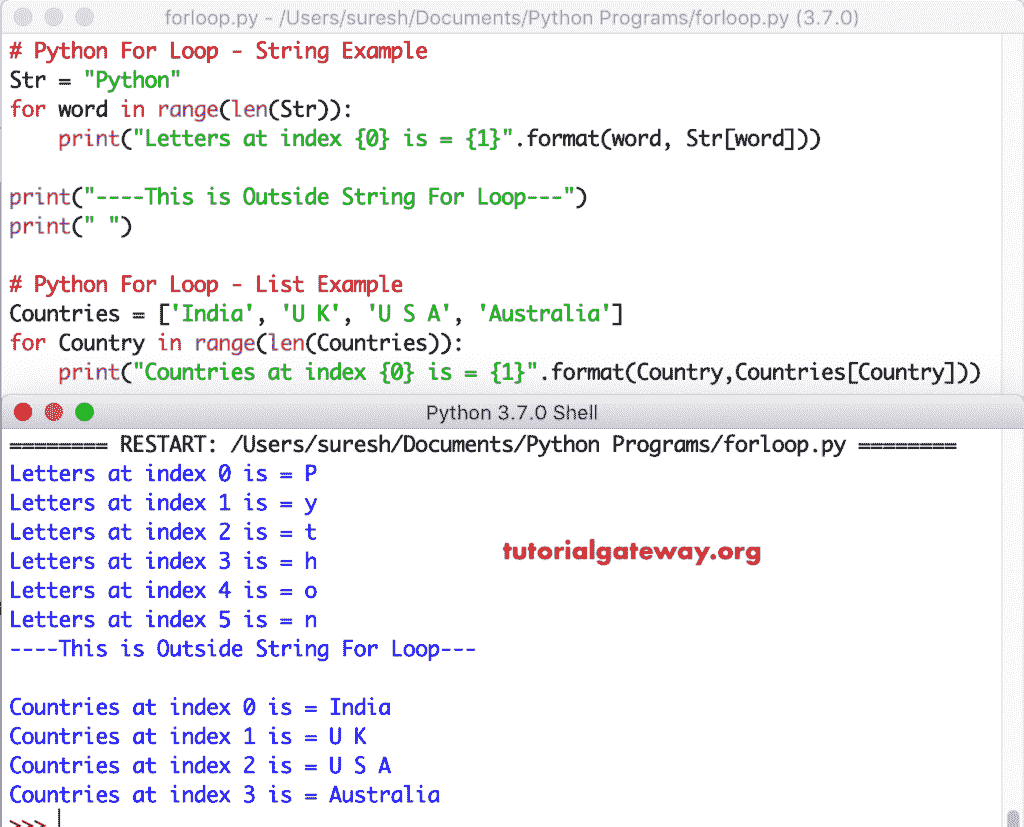 forloop.py - /Users/suresh/Documents/Python Programs/forloop.py (3.7.0)
# Python For Loop - String Example
Str = "Python"
for word in range(len(Str)):
    print("Letters at index {0} is = {1}".format(word, Str[word]))

print("----This is Outside String For Loop---")
print(" ")

# Python For Loop - List Example
Countries = ['India', 'U K', 'U S A', 'Australia']
for Country in range(len(Countries)):
    print("Countries at index {0} is = {1}".format(Country,Countries[Country]))
Python 3.7.0 Shell
======== RESTART: /Users/suresh/Documents/Python Programs/forloop.py ========
Letters at index 0 is = P
Letters at index 1 is = y
Letters at index 2 is = t
tutorialgateway.org
Letters at index 3 is = h
Letters at index 4 is = o
Letters at index 5 is = n
----This is Outside String For Loop---

Countries at index 0 is = India
Countries at index 1 is = U K
Countries at index 2 is = U S A
Countries at index 3 is = Australia
>>>